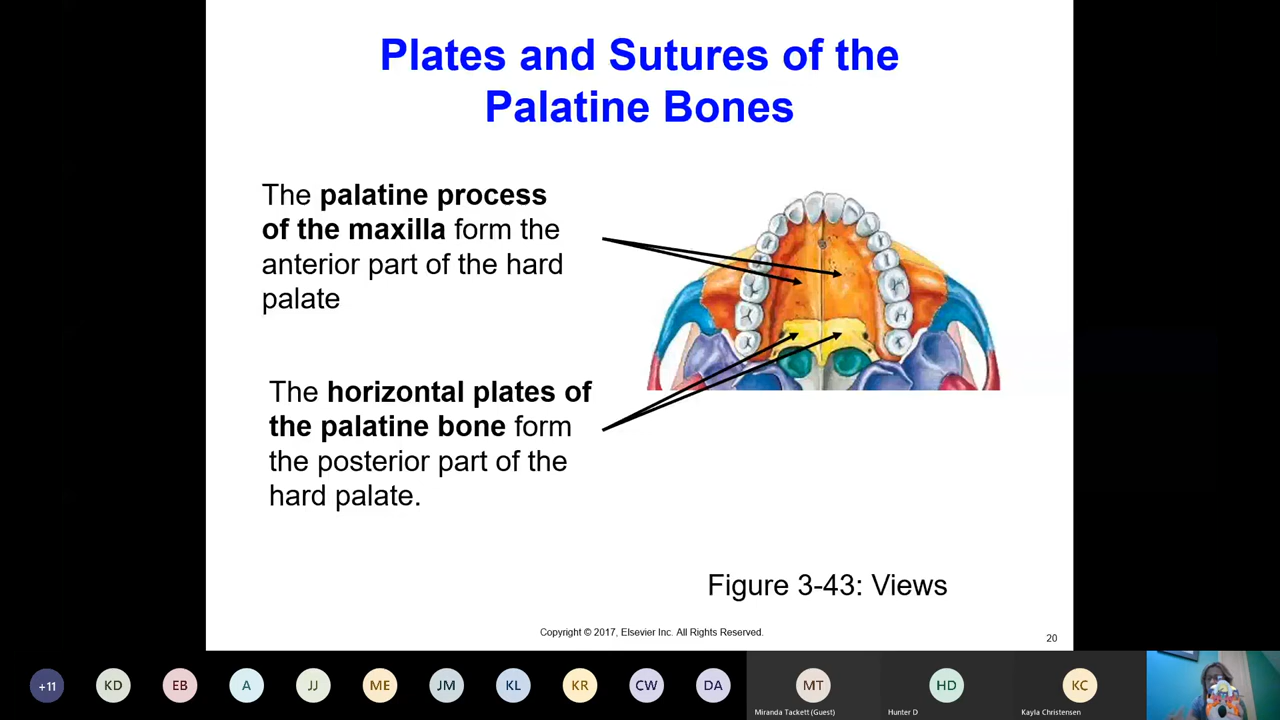 Plates and Sutures of the
Palatine Bones
The palatine process
of the maxilla form the
anterior part of the hard
palate
The horizontal plates of
the palatine bone form
the posterior part of the
hard palate.
Figure 3-43: Views
Copyright © 2017, Elsevier Inc. All Rights Reserved.
20
+11
KD
EB
A
JJ
ME
JM
KL
KR
CW
DA
MT
HD
KC
Miranda Tackett (Guest)
Hunter D
Kayla Christensen